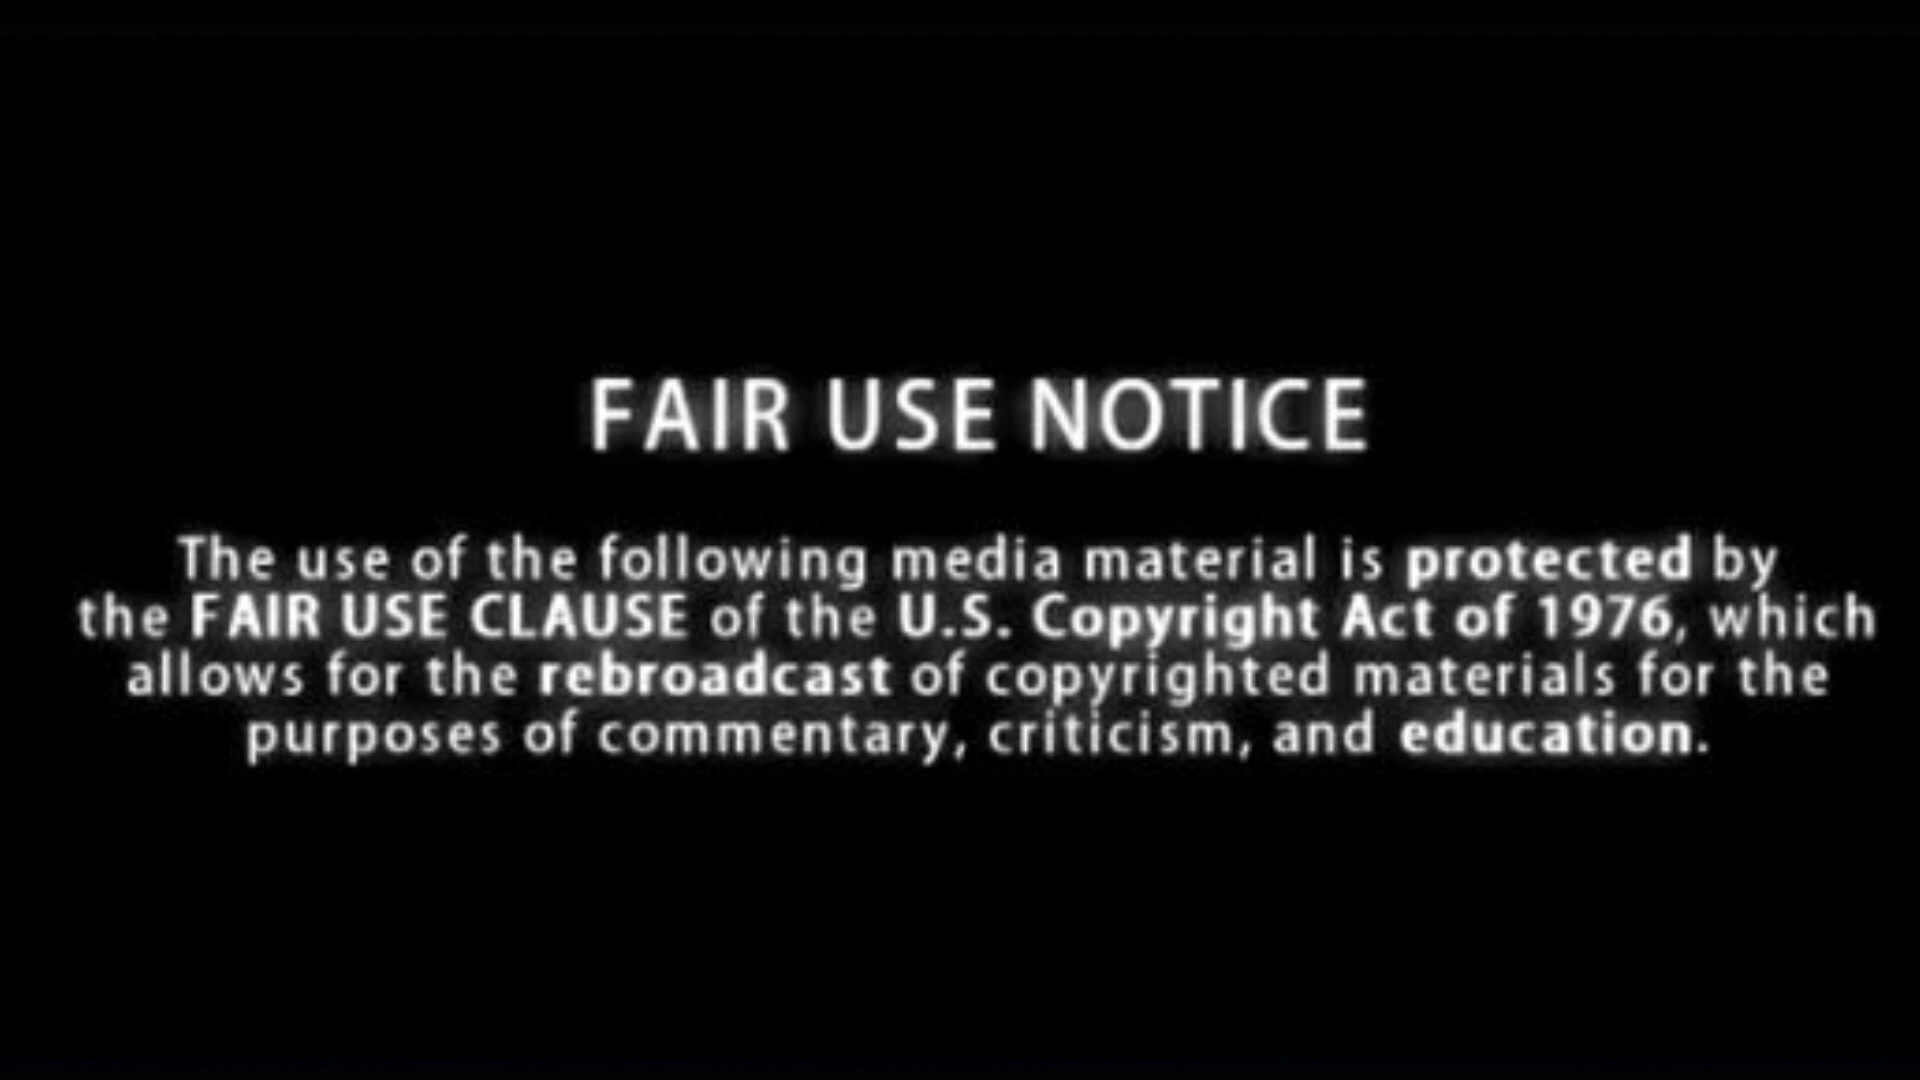 FAIR USE NOTICE
The use of the following media material is protected by
the FAIR USE CLAUSE of the U.S. Copyright Act of 1976, which
allows for the rebroadcast of copyrighted materials for the
purposes of commentary, criticism, and education.